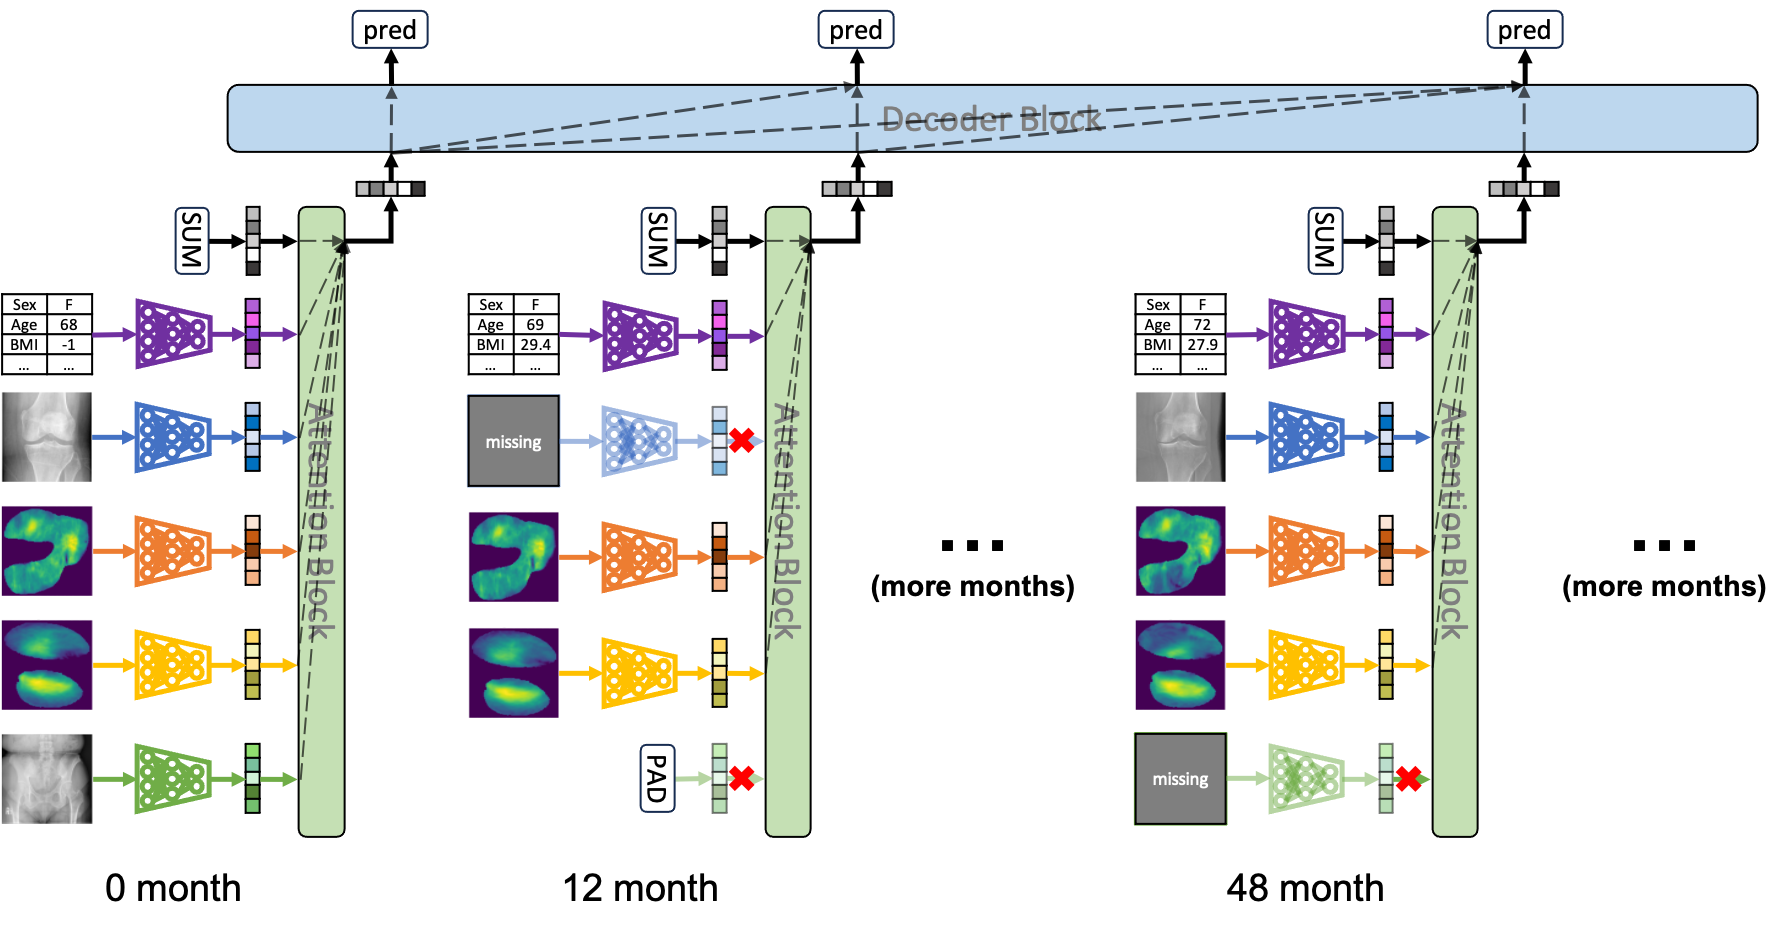 pred
pred
pred
Decoder Block
SUM
SUM
SUM
Sex F
Age 68
BMI -1
... ...
Sex F
Age 69
BMI 29.4
... ...
Sex F
Age 72
BMI 27.9
... ...
Attention Block
Attention Block
Attention Block
missing
...
(more months)
...
(more months)
PAD
missing
0 month
12 month
48 month